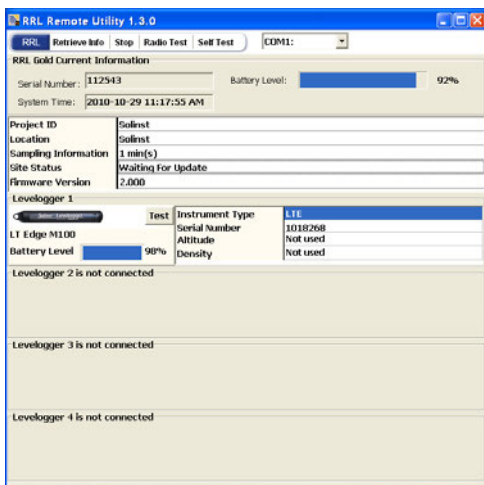 RRL Remote Utility 1.3.0
RRL Retrieve Info Stop Radio Test Self Test COM1:
RRL Gold Current Information
Serial Number: 112543 Battery Level: 92%
System Time: 2010-10-29 11:17:55 AM
Project ID Solinst
Location Solinst
Sampling Information 1 min(s)
Site Status Waiting For Update
Firmware Version 2.000
Levelogger 1
Test Instrument Type LTE
Serial Number 1018268
LT Edge M100 Altitude Not used
Battery Level 98% Density Not used
Levelogger 2 is not connected
Levelogger 3 is not connected
Levelogger 4 is not connected